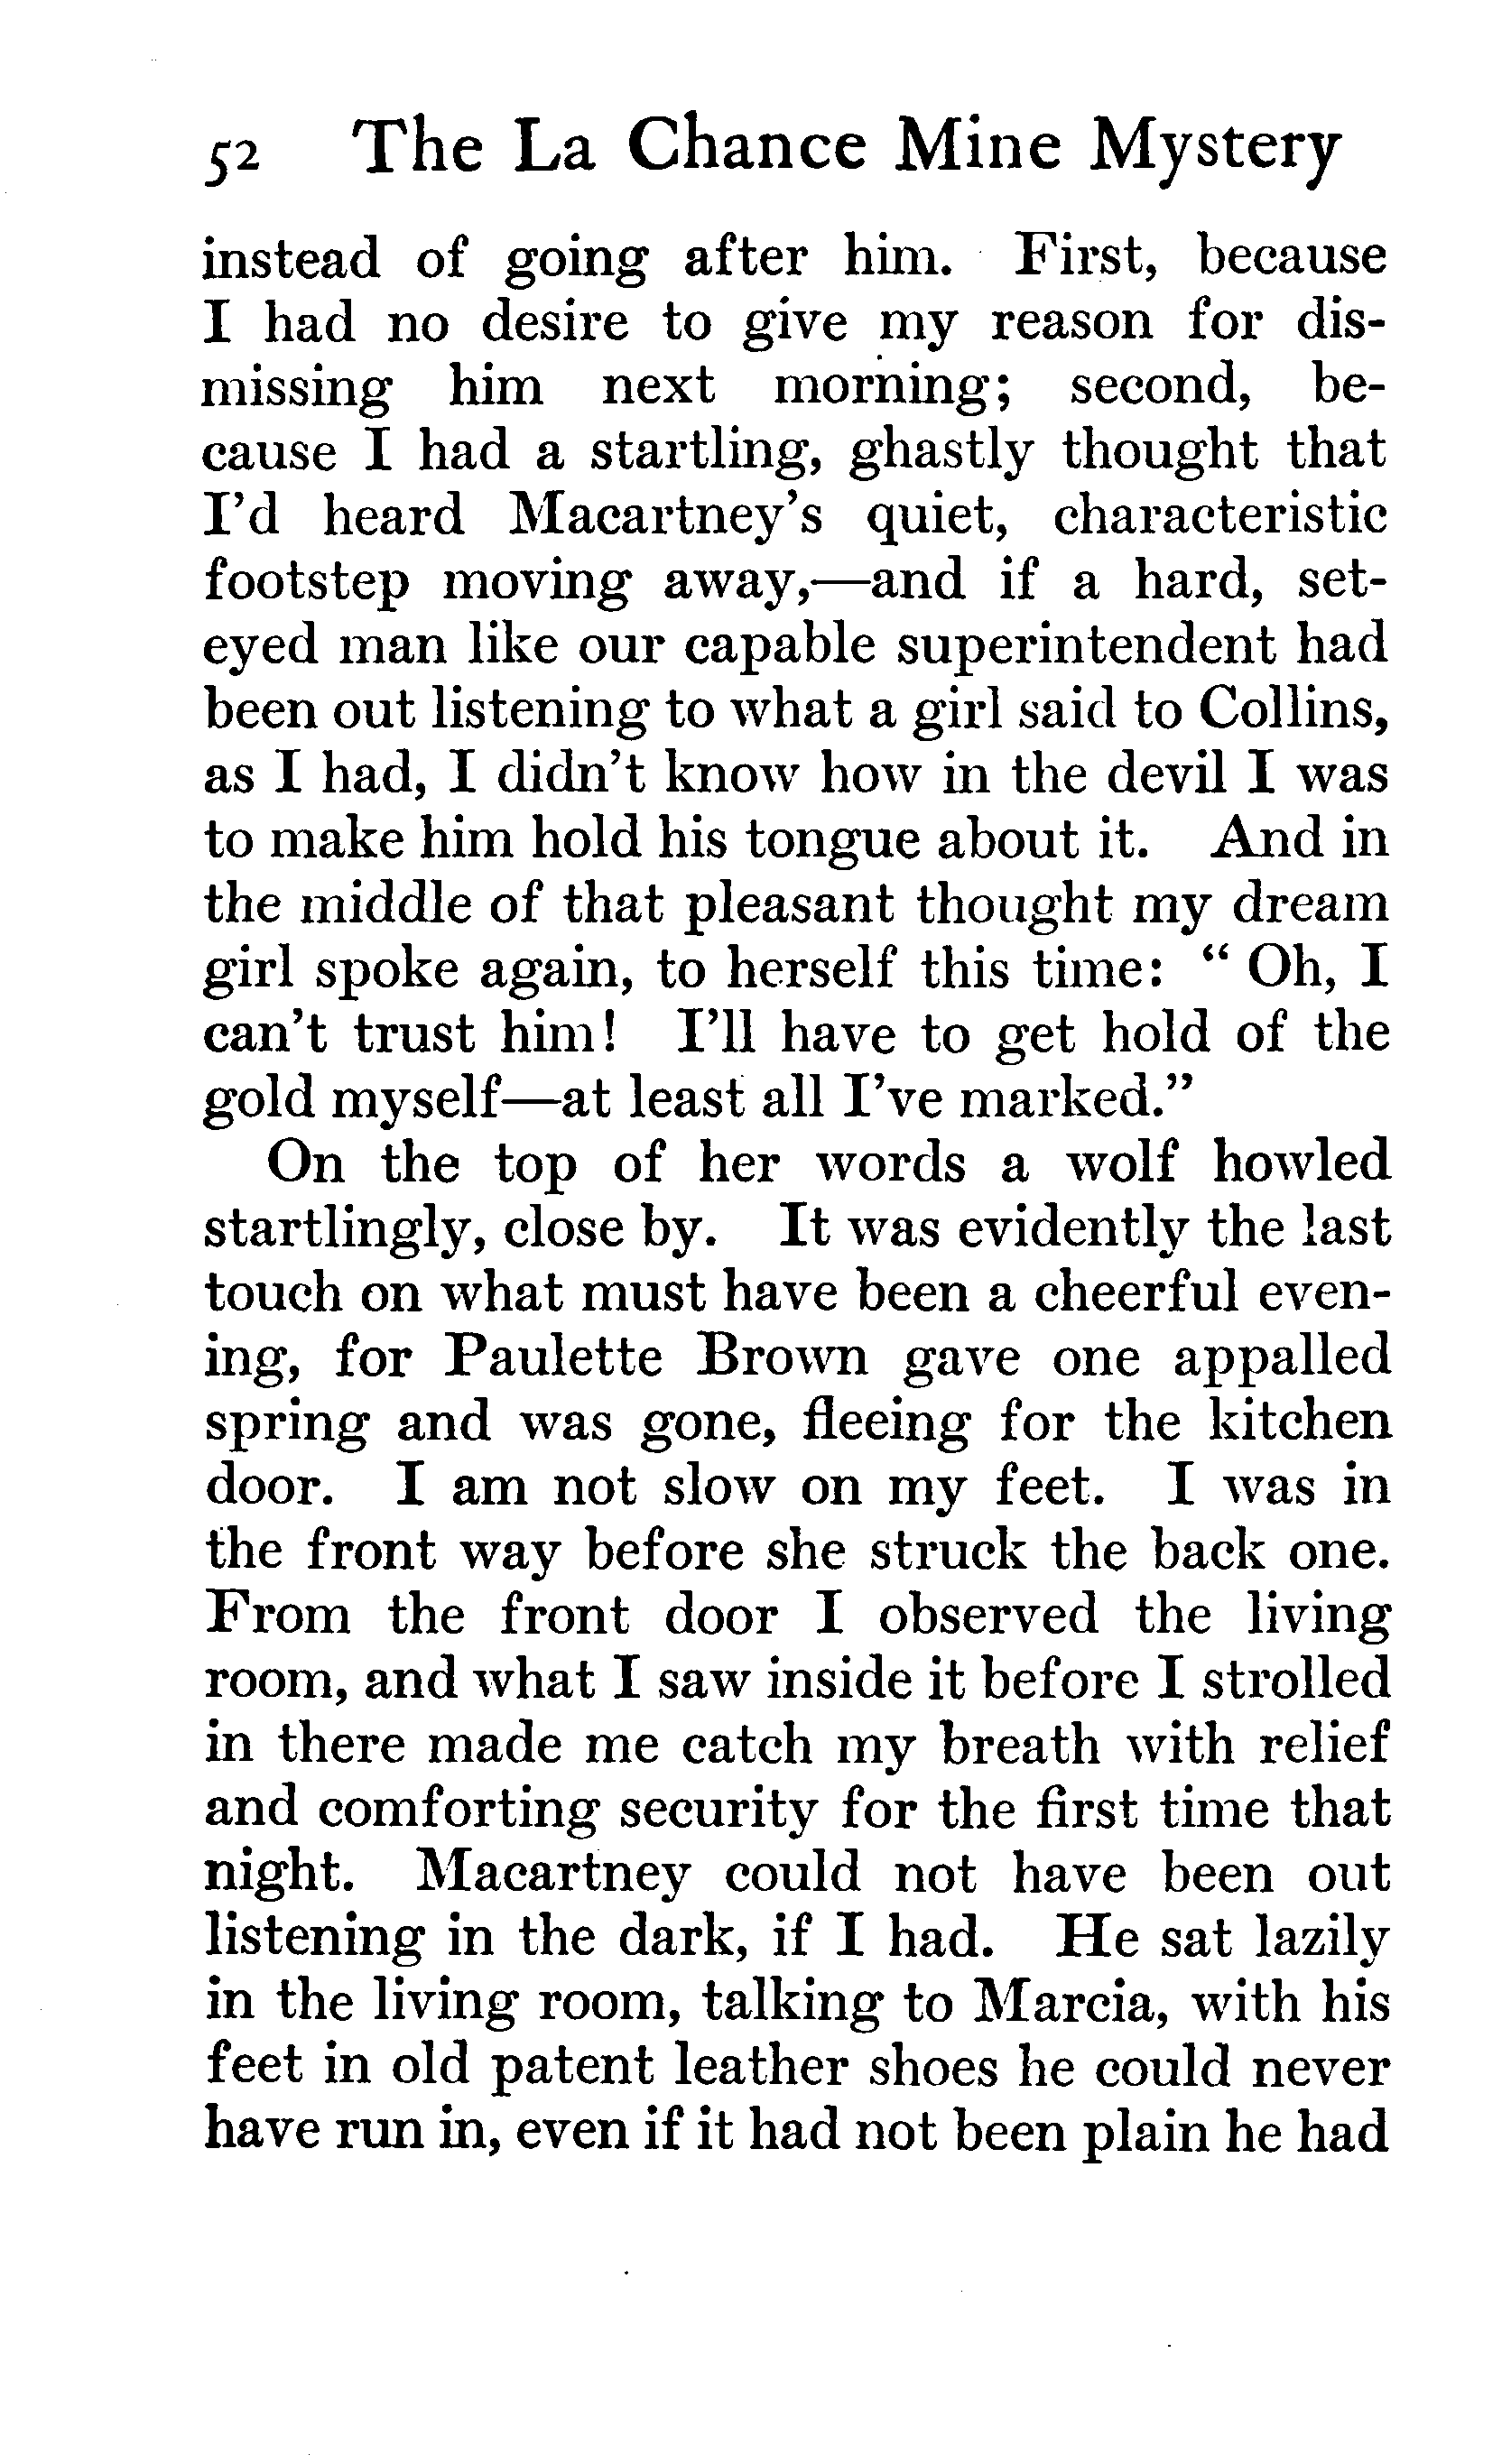 52 The La Chance Mine Mystery
instead of going after him. First, because
I had no desire to give my reason for dis-
missing him next morning; second, be-
cause I had a startling, ghastly thought that
I'd heard Macartney's quiet, characteristic
footstep moving away,—and if a hard, set-
eyed man like our capable superintendent had
been out listening to what a girl said to Collins,
as I had, I didn't know how in the devil I was
to make him hold his tongue about it. And in
the middle of that pleasant thought my dream
girl spoke again, to herself this time: “ Oh, I
can't trust him! I'll have to get hold of the
gold myself—at least all I've marked.”
On the top of her words a wolf howled
startlingly, close by. It was evidently the last
touch on what must have been a cheerful even-
ing, for Paulette Brown gave one appalled
spring and was gone, fleeing for the kitchen
door. I am not slow on my feet. I was in
the front way before she struck the back one.
From the front door I observed the living
room, and what I saw inside it before I strolled
in there made me catch my breath with relief
and comforting security for the first time that
night. Macartney could not have been out
listening in the dark, if I had. He sat lazily
in the living room, talking to Marcia, with his
feet in old patent leather shoes he could never
have run in, even if it had not been plain he had